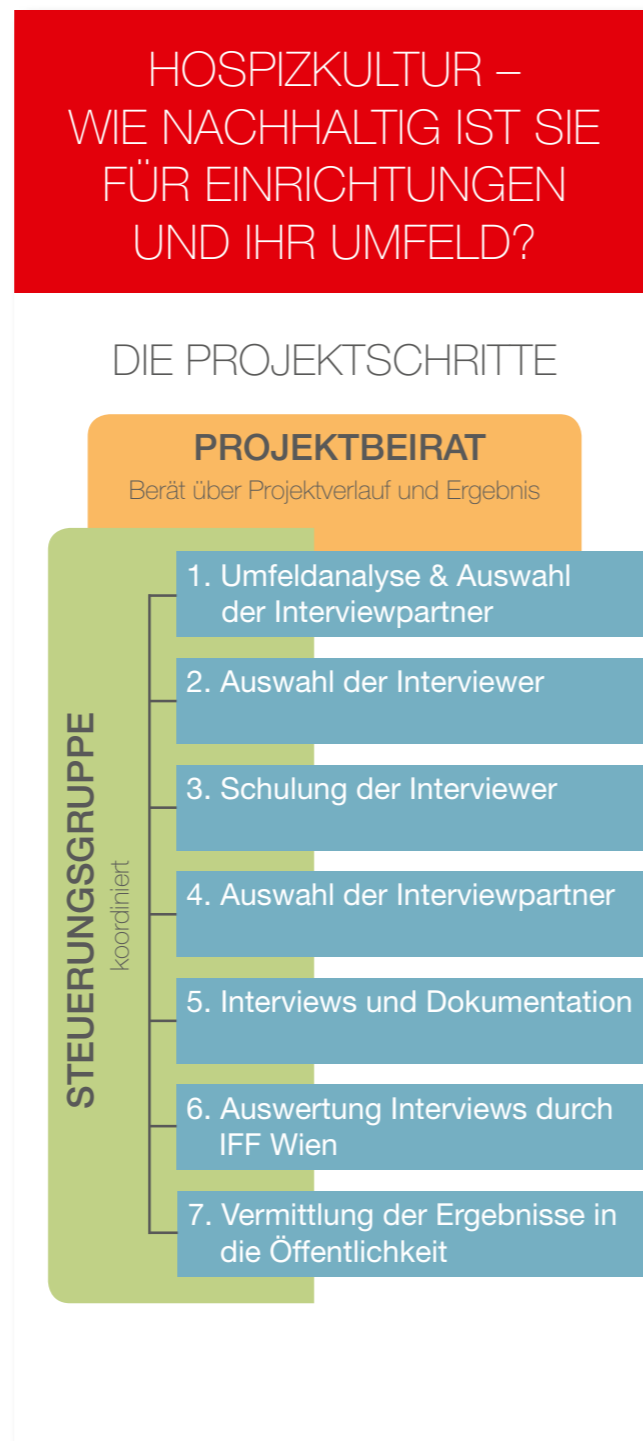 HOSPIZKULTUR –
WIE NACHHALTIG IST SIE
FÜR EINRICHTUNGEN
UND IHR UMFELD?
DIE PROJEKTSCHRITTE
PROJEKTBEIRAT
Berät über Projektverlauf und Ergebnis
STEUERUNGSGRUPPE
koordiniert
1. Umfeldanalyse & Auswahl
der Interviewpartner
2. Auswahl der Interviewer
3. Schulung der Interviewer
4. Auswahl der Interviewpartner
5. Interviews und Dokumentation
6. Auswertung Interviews durch
IFF Wien
7. Vermittlung der Ergebnisse in
die Öffentlichkeit